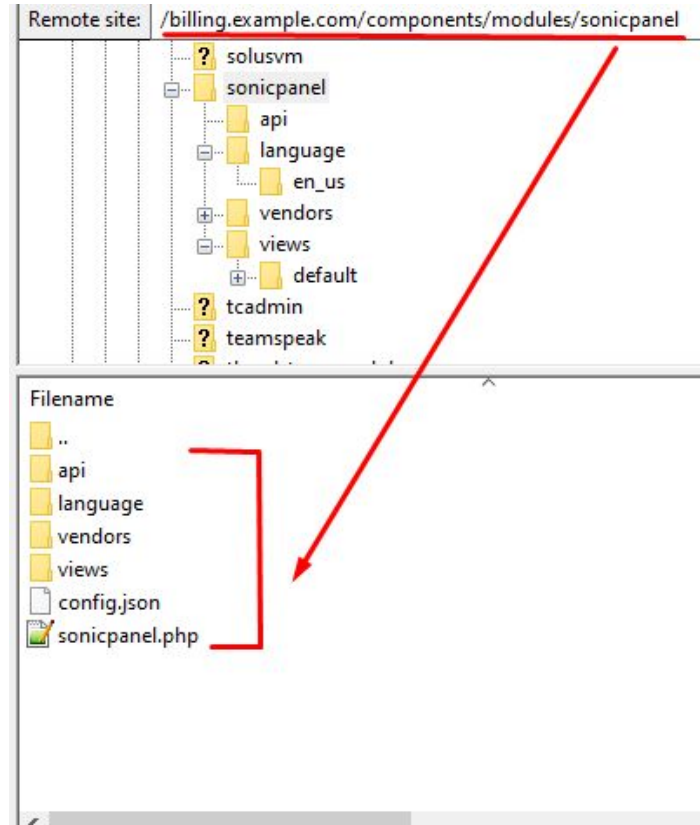 Remote site: /billing.example.com/components/modules/sonicpanel
? solusvm
sonicpanel
api
language
en_us
vendors
views
default
? tcadmin
? teamspeak
Filename
..
api
language
vendors
views
config.json
sonicpanel.php